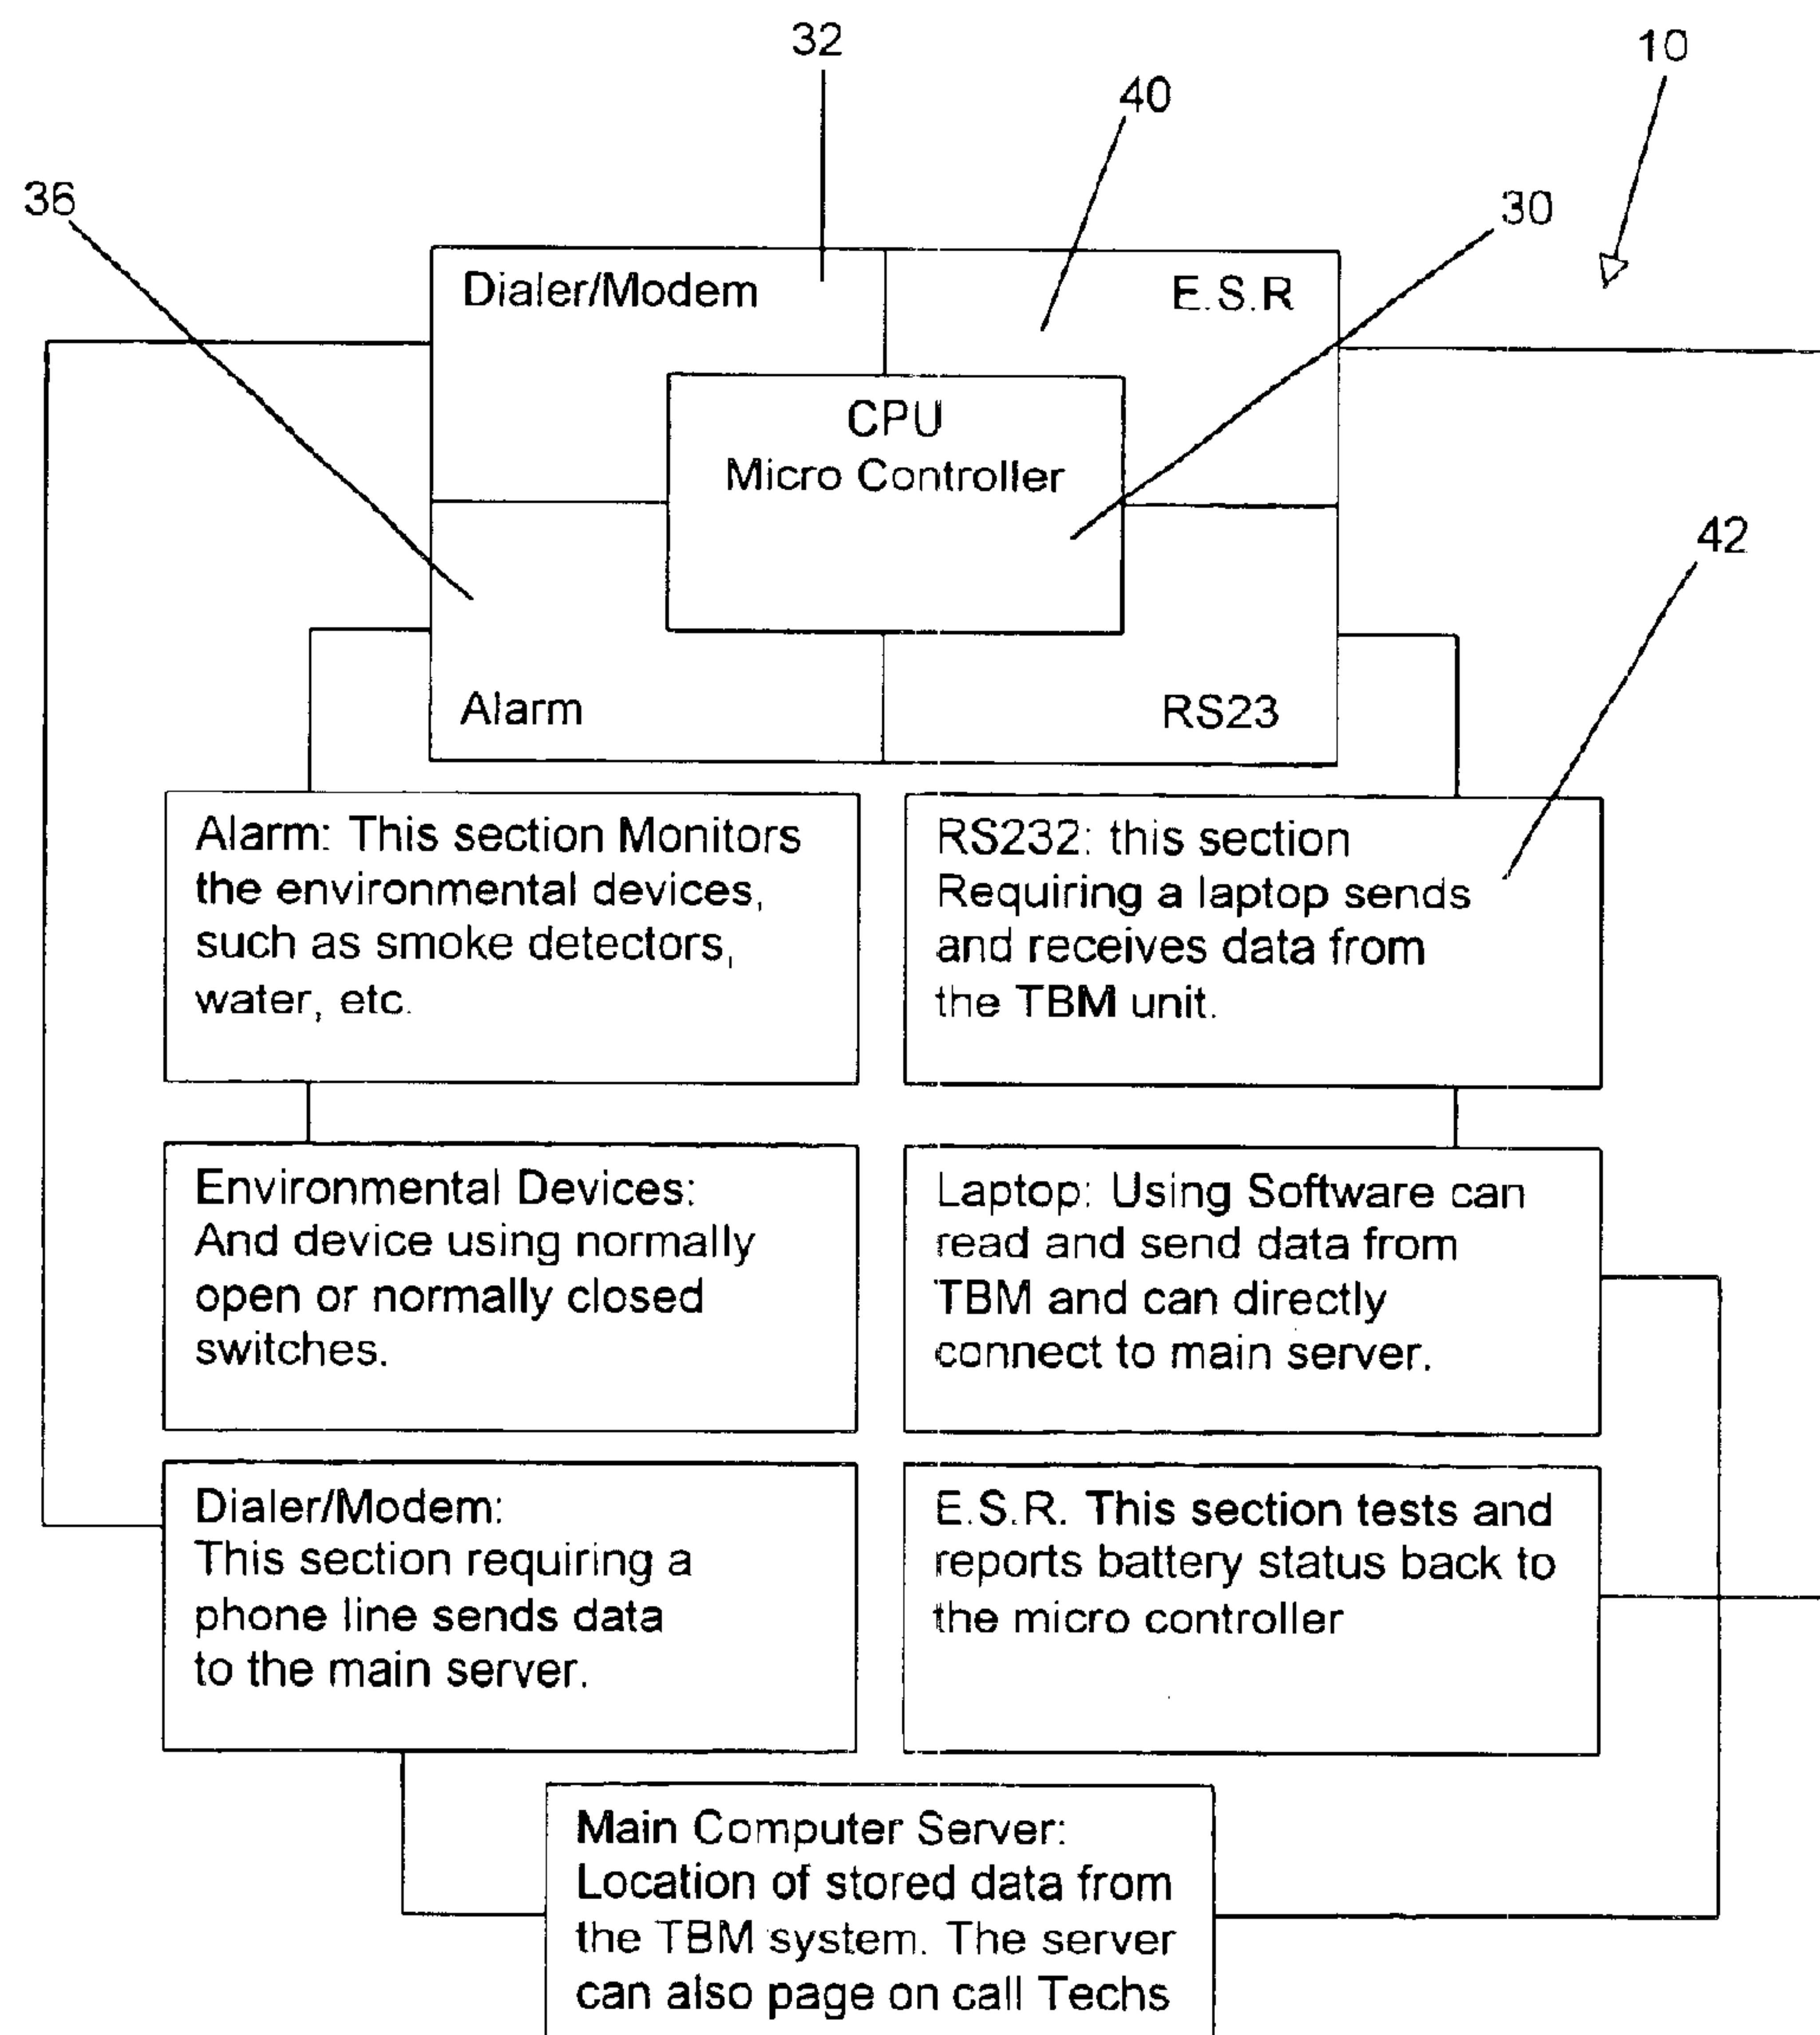 32
10
40
36
30
Dialer/Modem
E.S.R
CPU
Micro Controller
42
Alarm
RS23
Alarm: This section Monitors
the environmental devices,
such as smoke detectors,
water, etc.
RS232: this section
Requiring a laptop sends
and receives data from
the TBM unit.
Environmental Devices:
And device using normally
open or normally closed
switches.
Laptop: Using Software can
read and send data from
TBM and can directly
connect to main server.
Dialer/Modem:
This section requiring a
phone line sends data
to the main server.
E.S.R. This section tests and
reports battery status back to
the micro controller
Main Computer Server:
Location of stored data from
the TBM system. The server
can also page on call Techs